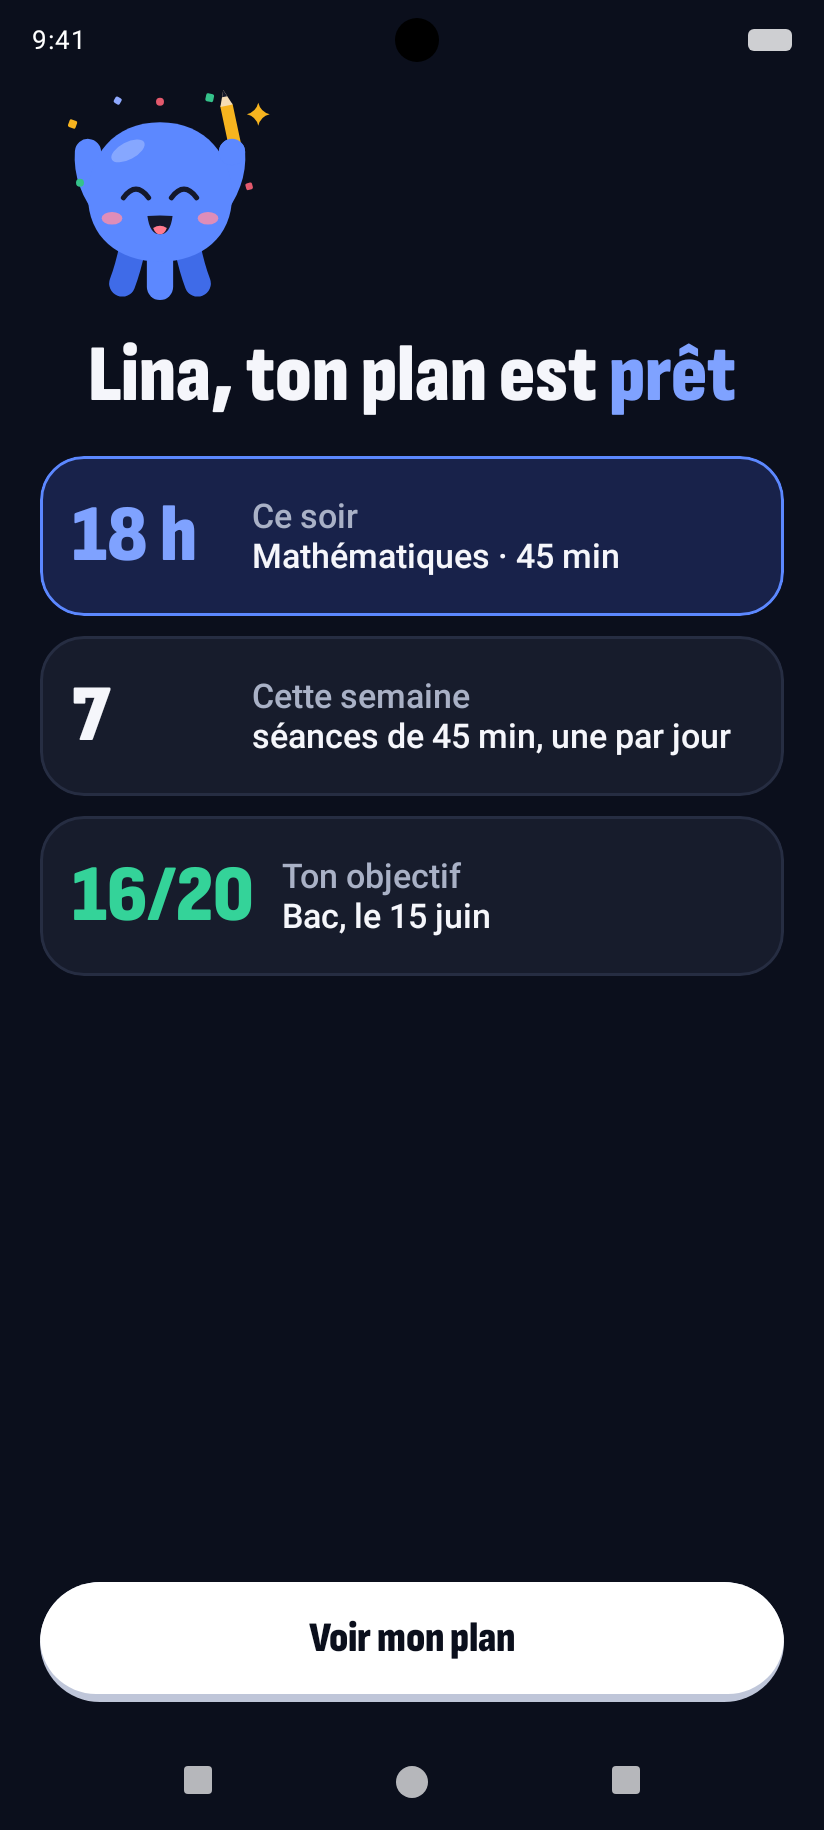 9:41
Lina, ton plan est prêt
18 h
Ce soir
Mathématiques · 45 min
7
Cette semaine
séances de 45 min, une par jour
16/20
Ton objectif
Bac, le 15 juin
Voir mon plan